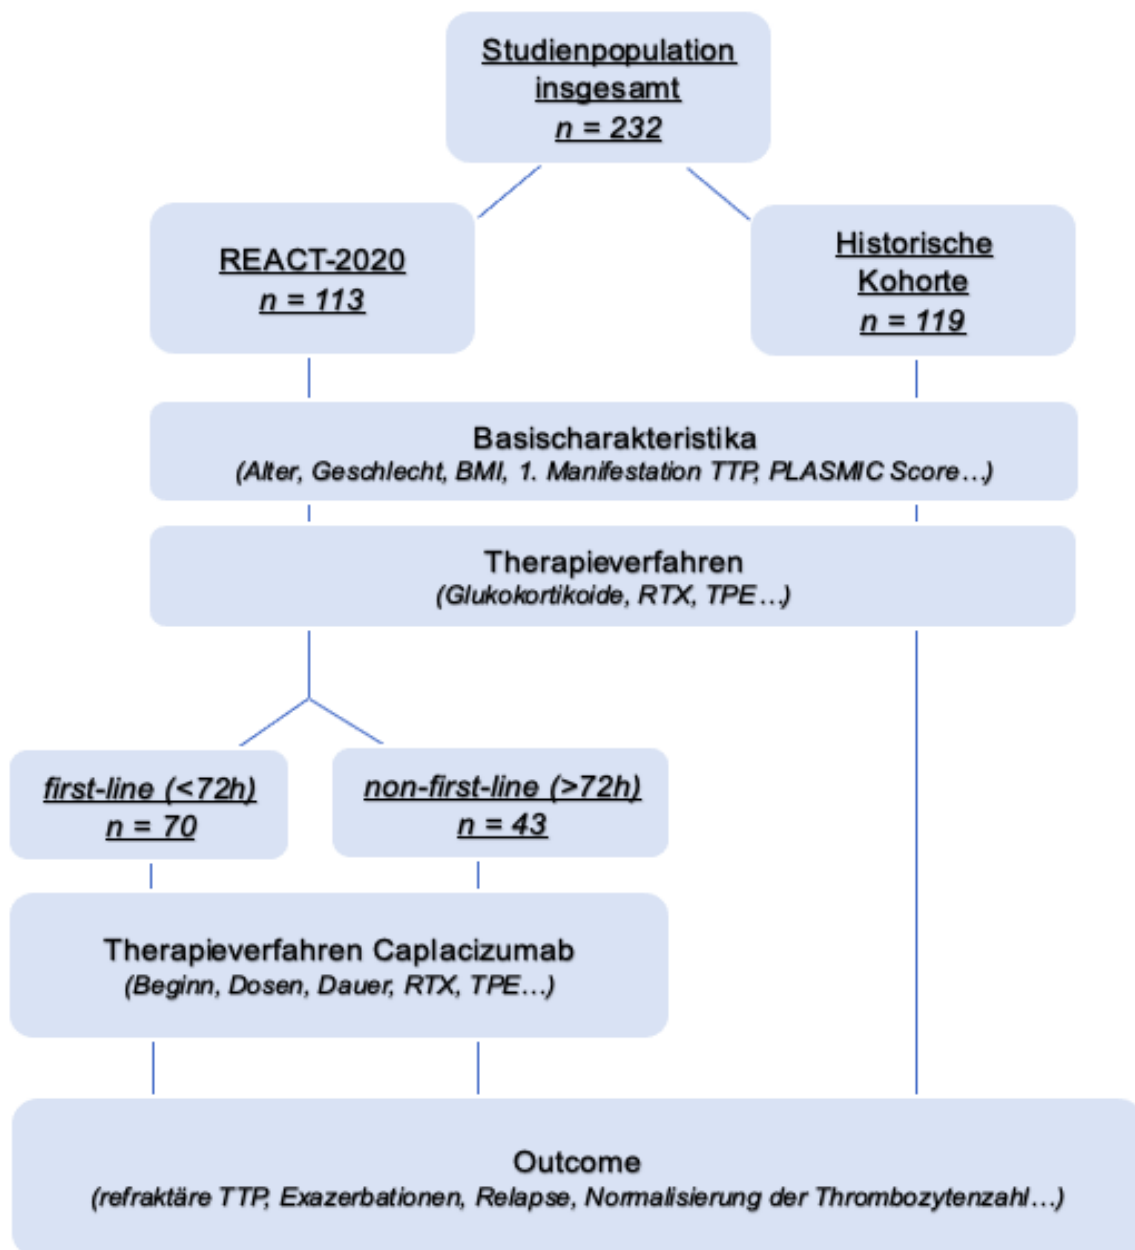 Studienpopulation
insgesamt
n = 232
REACT-2020
n = 113
Historische
Kohorte
n = 119
Basischarakteristika
(Alter, Geschlecht, BMI, 1. Manifestation TTP, PLASMIC Score…)
Therapieverfahren
(Glukokortikoide, RTX, TPE…)
first-line (<72h)
n = 70
non-first-line (>72h)
n = 43
Therapieverfahren Caplacizumab
(Beginn, Dosen, Dauer, RTX, TPE…)
Outcome
(refraktäre TTP, Exazerbationen, Relapse, Normalisierung der Thrombozytenzahl…)